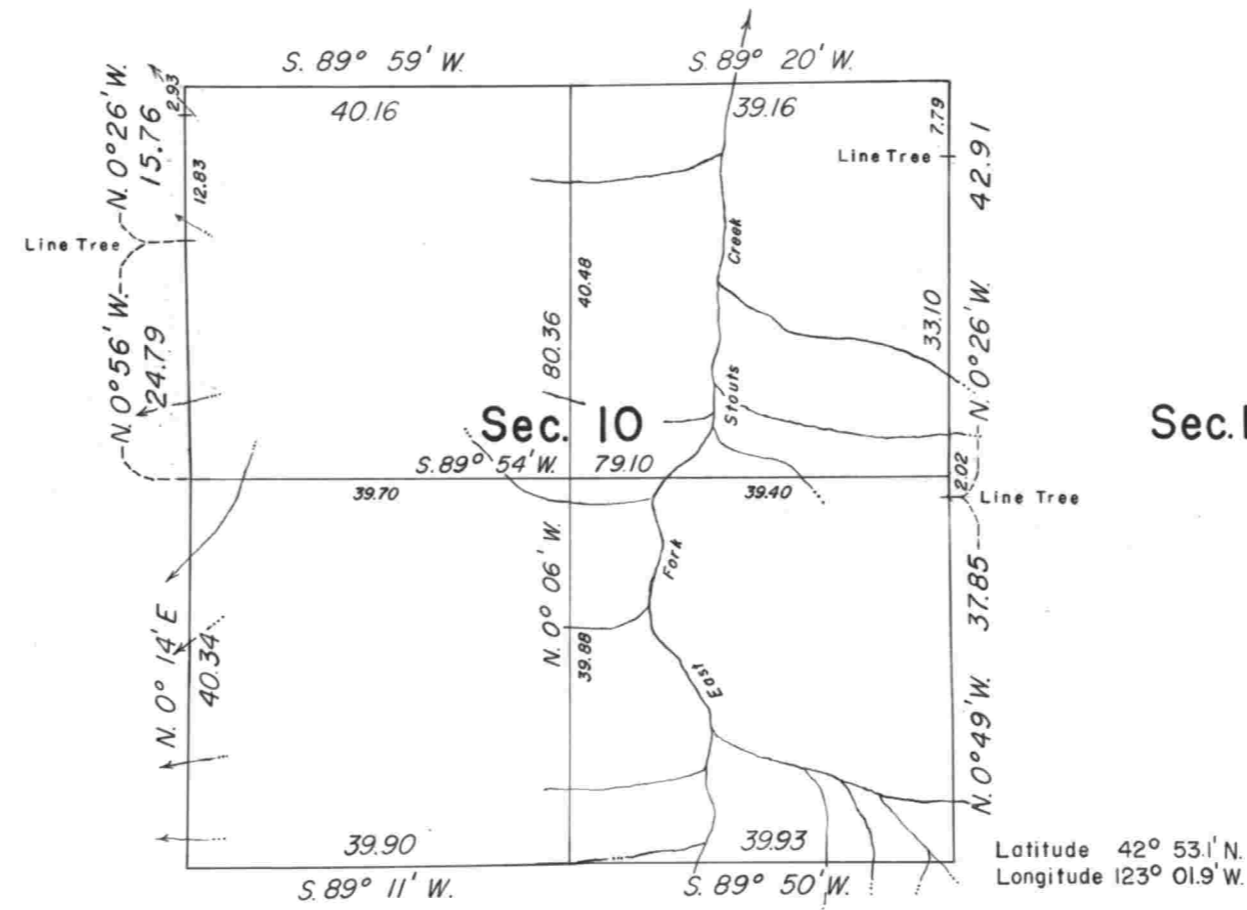 S. 89° 59' W.
S. 89° 20' W.
N. 0° 26' W.
15.76
2.93
40.16
39.16
7.79
42.91
Line Tree
12.83
Line Tree
Creek
40.48
80.36
33.10
N. 0° 26' W.
N. 0° 56' W.
24.79
Stouts
Sec. 10
Sec.
S. 89° 54' W.
79.10
39.70
39.40
2.02
Line Tree
Fork
N. 0° 06' W.
37.85
N. 0° 14' E
40.34
39.88
East
N. 0° 49' W.
39.90
39.93
S. 89° 11' W.
S. 89° 50' W.
Latitude 42° 53.1' N.
Longitude 123° 01.9' W.